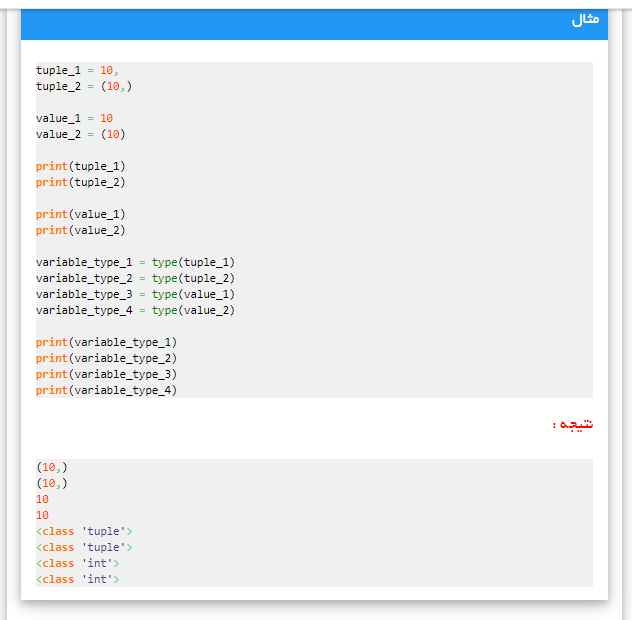 مثال
tuple_1 = 10,
tuple_2 = (10,)
value_1 = 10
value_2 = (10)
print(tuple_1)
print(tuple_2)
print(value_1)
print(value_2)
variable_type_1 = type(tuple_1)
variable_type_2 = type(tuple_2)
variable_type_3 = type(value_1)
variable_type_4 = type(value_2)
print(variable_type_1)
print(variable_type_2)
print(variable_type_3)
print(variable_type_4)
نتیجه :
(10,)
(10,)
10
10
<class 'tuple'>
<class 'tuple'>
<class 'int'>
<class 'int'>